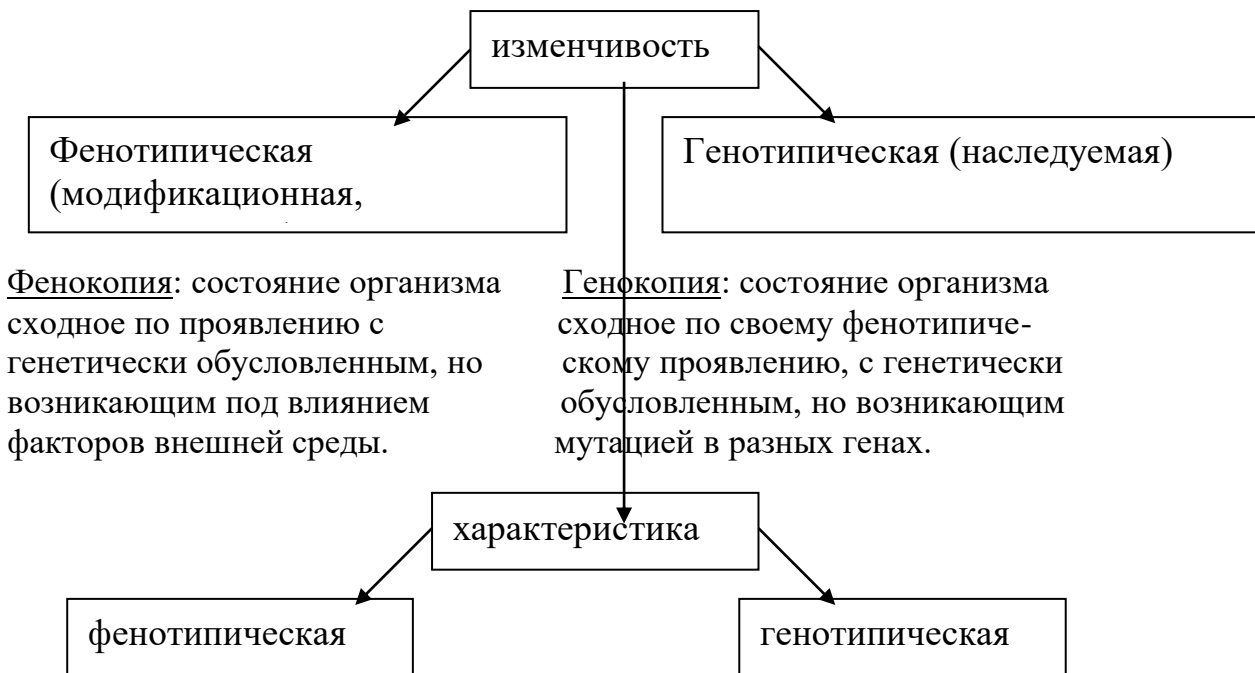 изменчивость
Фенотипическая
(модификационная,
Генотипическая (наследуемая)
Фенокопия: состояние организма
сходное по проявлению с
генетически обусловленным, но
возникающим под влиянием
факторов внешней среды.
Генокопия: состояние организма
сходное по своему фенотипиче-
скому проявлению, с генетически
обусловленным, но возникающим
мутацией в разных генах.
характеристика
фенотипическая
генотипическая